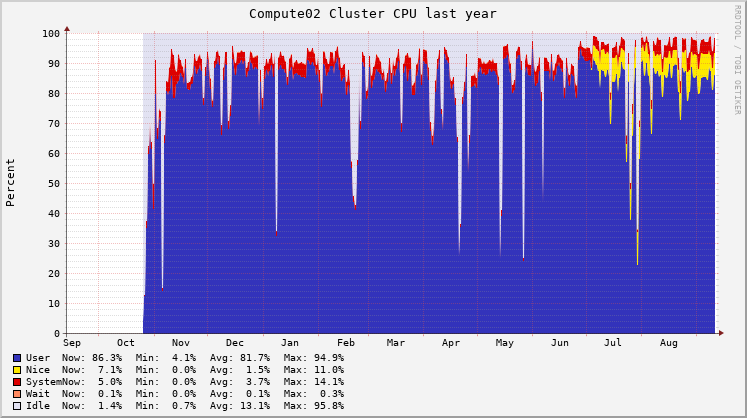 Compute02 Cluster CPU last year
RRDTOOL / TOBI OETIKER
Percent
100
90
80
70
60
50
40
30
20
10
0
Sep Oct Nov Dec Jan Feb Mar Apr May Jun Jul Aug
User Now: 86.3% Min: 4.1% Avg: 81.7% Max: 94.9%
Nice Now: 7.1% Min: 0.0% Avg: 1.5% Max: 11.0%
SystemNow: 5.0% Min: 0.0% Avg: 3.7% Max: 14.1%
Wait Now: 0.1% Min: 0.0% Avg: 0.1% Max: 0.3%
Idle Now: 1.4% Min: 0.7% Avg: 13.1% Max: 95.8%